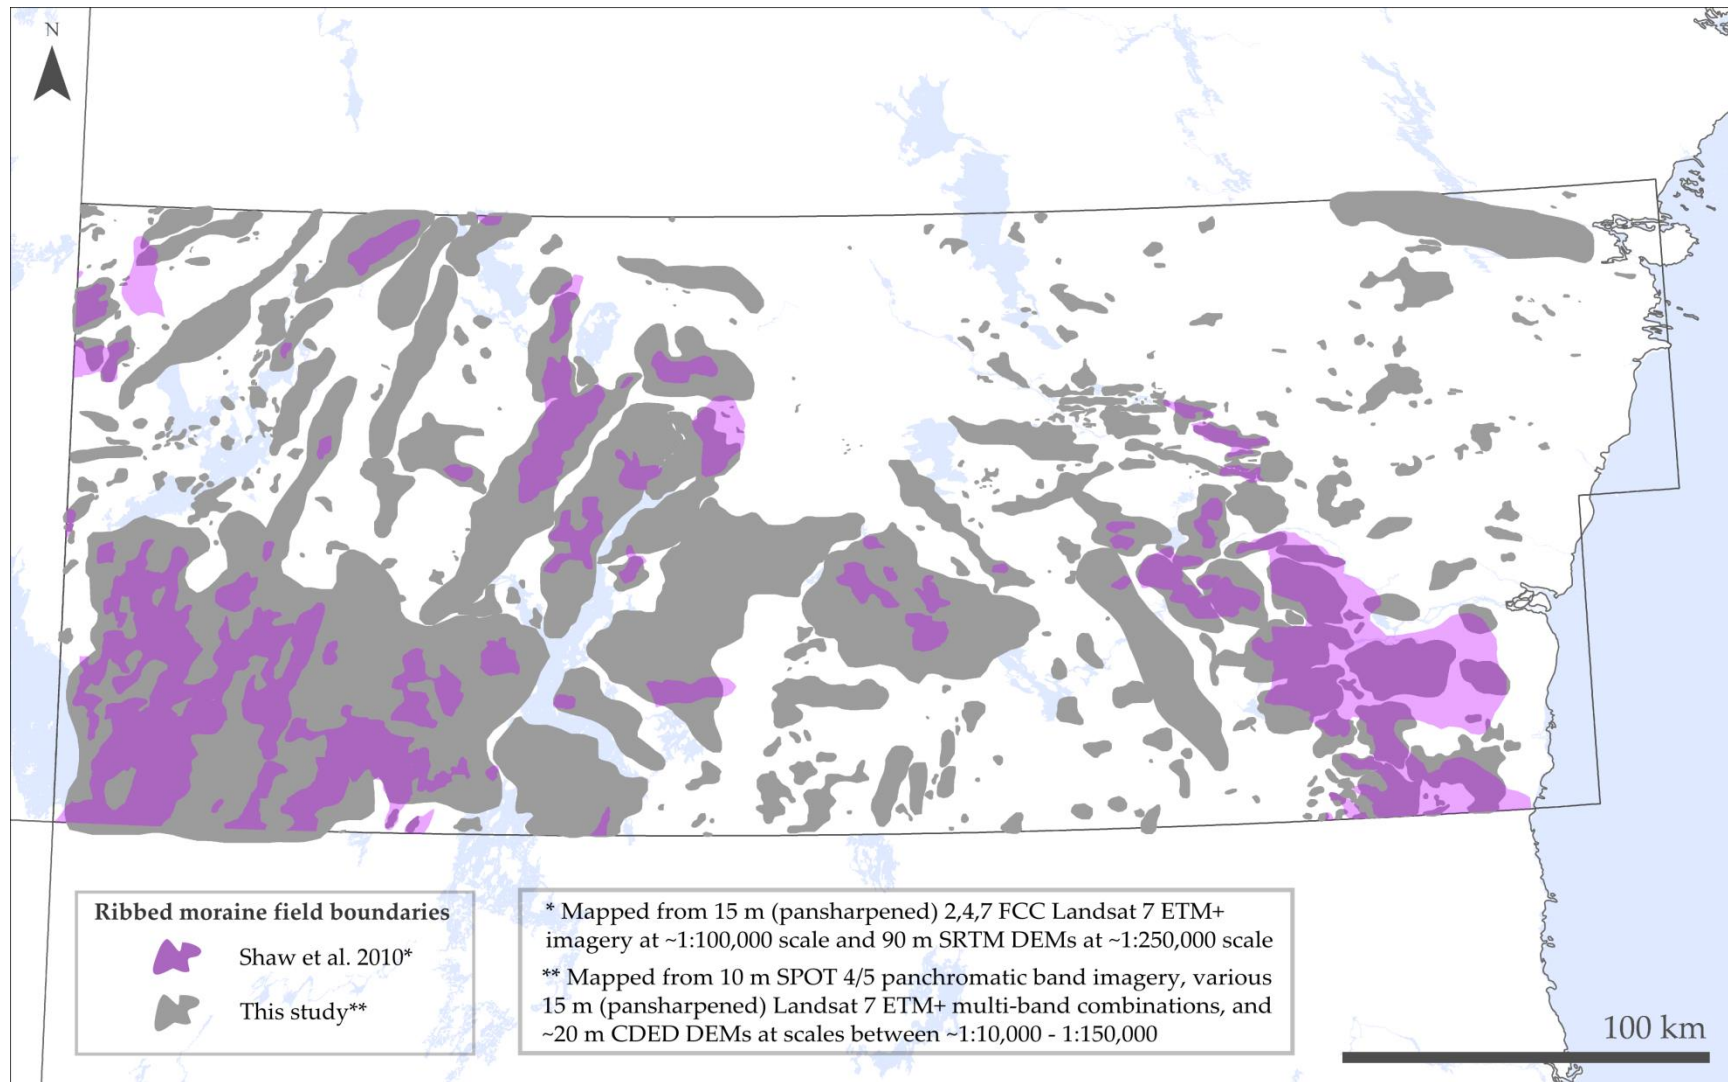 N
Ribbed moraine field boundaries
Shaw et al. 2010*
This study**
* Mapped from 15 m (pansharpened) 2,4,7 FCC Landsat 7 ETM+
imagery at ~1:100,000 scale and 90 m SRTM DEMs at ~1:250,000 scale
** Mapped from 10 m SPOT 4/5 panchromatic band imagery, various
15 m (pansharpened) Landsat 7 ETM+ multi-band combinations, and
~20 m CDED DEMs at scales between ~1:10,000 - 1:150,000
100 km